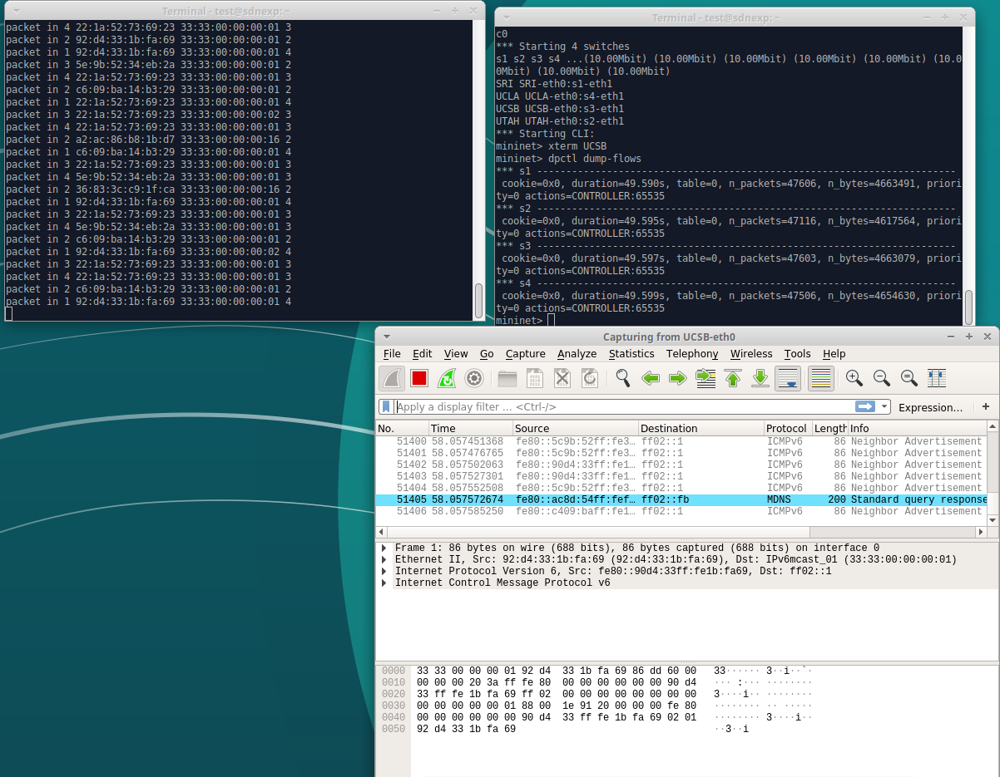 Terminal - test@sdnexp: ~
packet in 4 22:1a:52:73:69:23 33:33:00:00:00:01 3
packet in 2 92:d4:33:1b:fa:69 33:33:00:00:00:01 2
packet in 1 92:d4:33:1b:fa:69 33:33:00:00:00:01 4
packet in 3 5e:9b:52:34:eb:2a 33:33:00:00:00:01 2
packet in 4 22:1a:52:73:69:23 33:33:00:00:00:01 3
packet in 2 c6:09:ba:14:b3:29 33:33:00:00:00:01 2
packet in 1 22:1a:52:73:69:23 33:33:00:00:00:01 4
packet in 3 22:1a:52:73:69:23 33:33:00:00:00:02 3
packet in 4 22:1a:52:73:69:23 33:33:00:00:00:01 3
packet in 2 a2:ac:86:b8:1b:d7 33:33:00:00:00:16 2
packet in 1 c6:09:ba:14:b3:29 33:33:00:00:00:01 4
packet in 3 22:1a:52:73:69:23 33:33:00:00:00:01 3
packet in 4 5e:9b:52:34:eb:2a 33:33:00:00:00:01 3
packet in 2 36:83:3c:c9:1f:ca 33:33:00:00:00:16 2
packet in 1 92:d4:33:1b:fa:69 33:33:00:00:00:01 4
packet in 3 22:1a:52:73:69:23 33:33:00:00:00:01 3
packet in 4 5e:9b:52:34:eb:2a 33:33:00:00:00:01 3
packet in 2 c6:09:ba:14:b3:29 33:33:00:00:00:01 2
packet in 1 92:d4:33:1b:fa:69 33:33:00:00:00:02 4
packet in 3 22:1a:52:73:69:23 33:33:00:00:00:01 3
packet in 4 22:1a:52:73:69:23 33:33:00:00:00:01 3
packet in 2 c6:09:ba:14:b3:29 33:33:00:00:00:01 2
packet in 1 92:d4:33:1b:fa:69 33:33:00:00:00:01 4
Terminal - test@sdnexp: ~
c0
*** Starting 4 switches
s1 s2 s3 s4 ...(10.00Mbit) (10.00Mbit) (10.00Mbit) (10.00Mbit) (10.00Mbit) (10.0
0Mbit) (10.00Mbit) (10.00Mbit)
SRI SRI-eth0:s1-eth1
UCLA UCLA-eth0:s4-eth1
UCSB UCSB-eth0:s3-eth1
UTAH UTAH-eth0:s2-eth1
*** Starting CLI:
mininet> xterm UCSB
mininet> dpctl dump-flows
*** s1 ------------------------------------------------------------------------
cookie=0x0, duration=49.590s, table=0, n_packets=47606, n_bytes=4663491, priori
ty=0 actions=CONTROLLER:65535
*** s2 ------------------------------------------------------------------------
cookie=0x0, duration=49.595s, table=0, n_packets=47116, n_bytes=4617564, priori
ty=0 actions=CONTROLLER:65535
*** s3 ------------------------------------------------------------------------
cookie=0x0, duration=49.597s, table=0, n_packets=47603, n_bytes=4663079, priori
ty=0 actions=CONTROLLER:65535
*** s4 ------------------------------------------------------------------------
cookie=0x0, duration=49.599s, table=0, n_packets=47506, n_bytes=4654630, priori
ty=0 actions=CONTROLLER:65535
mininet>
Capturing from UCSB-eth0
File Edit View Go Capture Analyze Statistics Telephony Wireless Tools Help
Apply a display filter ... <Ctrl-/> Expression... +
No. Time Source Destination Protocol Length Info
51400 58.057451368 fe80::5c9b:52ff:fe3… ff02::1 ICMPv6 86 Neighbor Advertisement
51401 58.057476765 fe80::5c9b:52ff:fe3… ff02::1 ICMPv6 86 Neighbor Advertisement
51402 58.057502063 fe80::90d4:33ff:fe1… ff02::1 ICMPv6 86 Neighbor Advertisement
51403 58.057527301 fe80::90d4:33ff:fe1… ff02::1 ICMPv6 86 Neighbor Advertisement
51404 58.057552508 fe80::5c9b:52ff:fe3… ff02::1 ICMPv6 86 Neighbor Advertisement
51405 58.057572674 fe80::ac8d:54ff:fef… ff02::fb MDNS 200 Standard query response
51406 58.057585250 fe80::c409:baff:fe1… ff02::1 ICMPv6 86 Neighbor Advertisement
Frame 1: 86 bytes on wire (688 bits), 86 bytes captured (688 bits) on interface 0
Ethernet II, Src: 92:d4:33:1b:fa:69 (92:d4:33:1b:fa:69), Dst: IPv6mcast_01 (33:33:00:00:00:01)
Internet Protocol Version 6, Src: fe80::90d4:33ff:fe1b:fa69, Dst: ff02::1
Internet Control Message Protocol v6
0000 33 33 00 00 00 01 92 d4 33 1b fa 69 86 dd 60 00 33······ 3··i··`·
0010 00 00 00 20 3a ff fe 80 00 00 00 00 00 00 90 d4 ··· :··· ········
0020 33 ff fe 1b fa 69 ff 02 00 00 00 00 00 00 00 00 3····i·· ········
0030 00 00 00 00 00 01 88 00 1e 91 20 00 00 00 fe 80 ········ ·· ·····
0040 00 00 00 00 00 00 90 d4 33 ff fe 1b fa 69 02 01 ········ 3····i··
0050 92 d4 33 1b fa 69 ··3··i